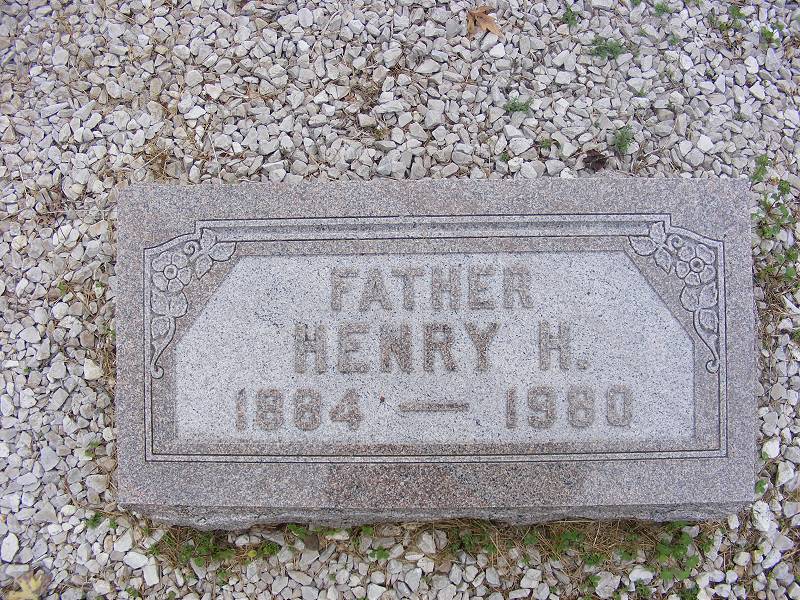 FATHER
HENRY H.
1884 — 1980